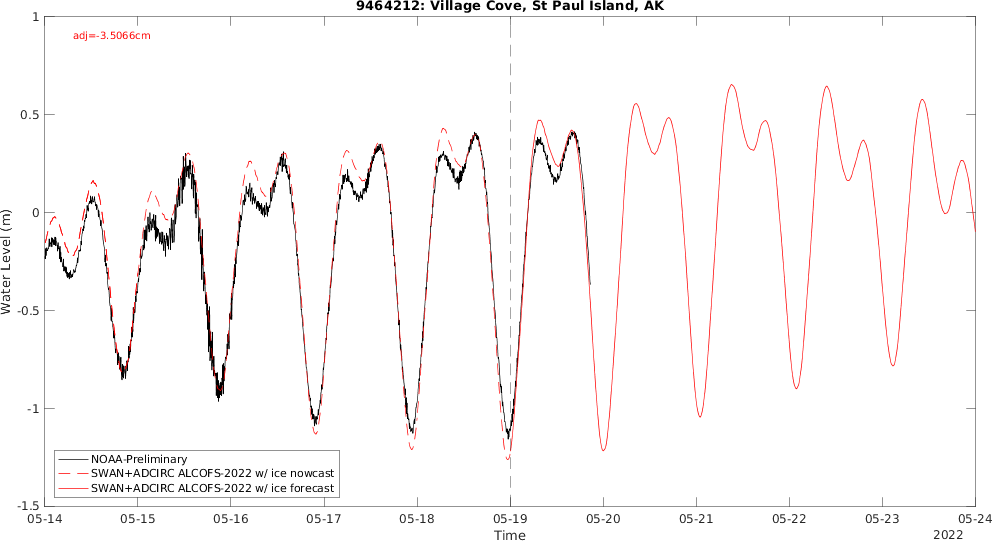 9464212: Village Cove, St Paul Island, AK
adj=-3.5066cm
1
0.5
0
-0.5
-1
-1.5
Water Level (m)
NOAA-Preliminary
SWAN+ADCIRC ALCOFS-2022 w/ ice nowcast
SWAN+ADCIRC ALCOFS-2022 w/ ice forecast
05-14 05-15 05-16 05-17 05-18 05-19 05-20 05-21 05-22 05-23 05-24
Time
2022